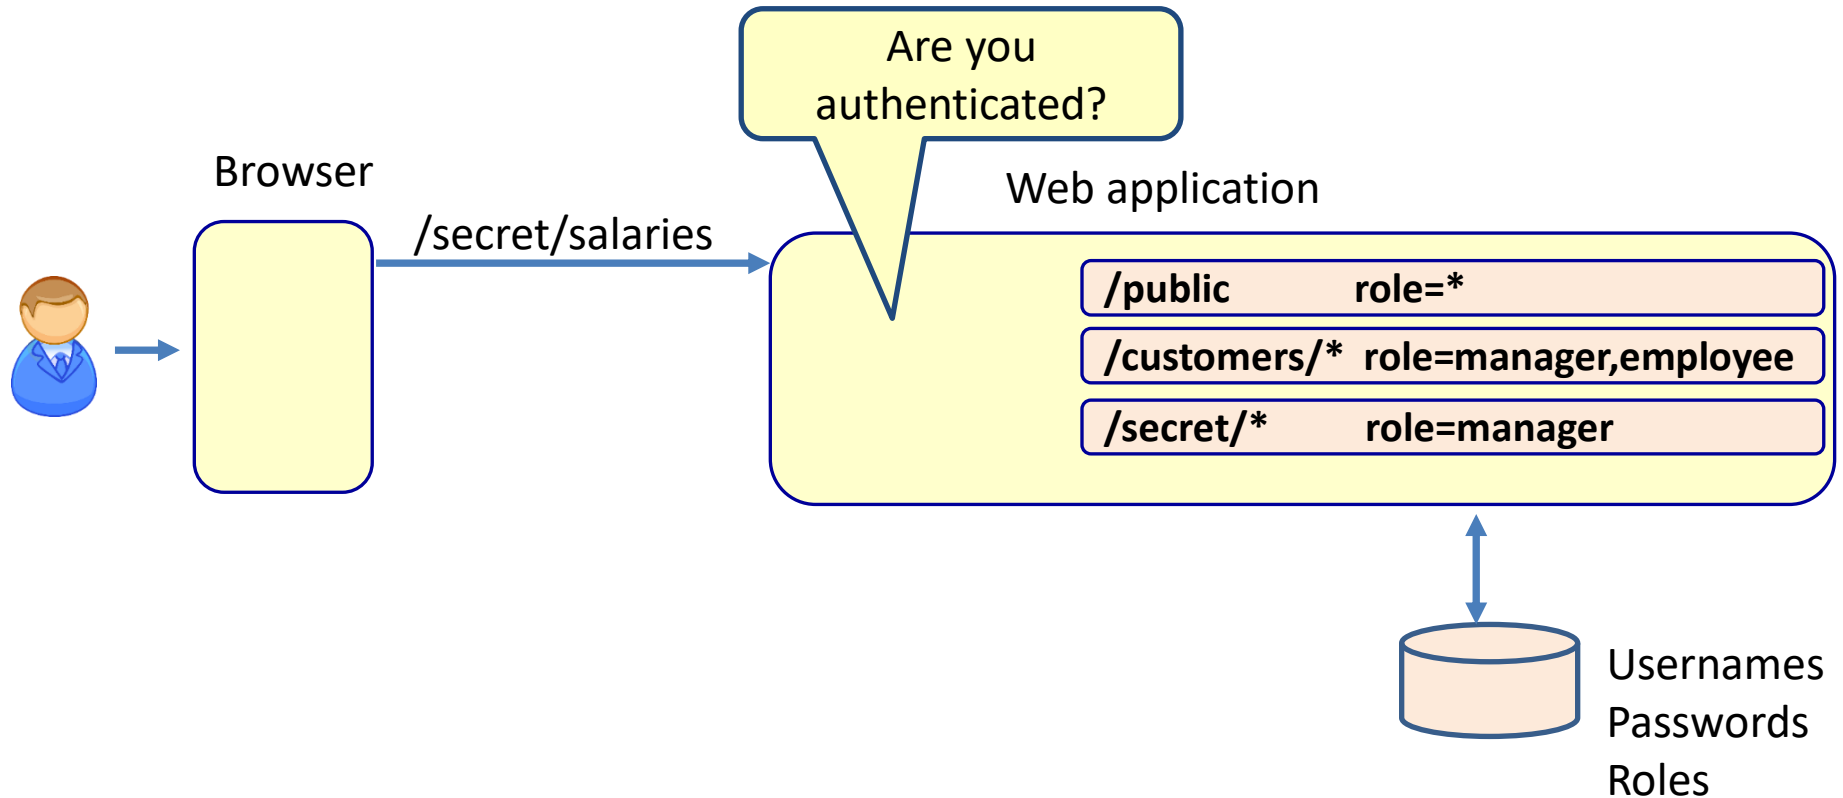 Are you
authenticated?
Browser
Web application
/secret/salaries
/public role=*
/customers/* role=manager,employee
/secret/* role=manager
Usernames
Passwords
Roles